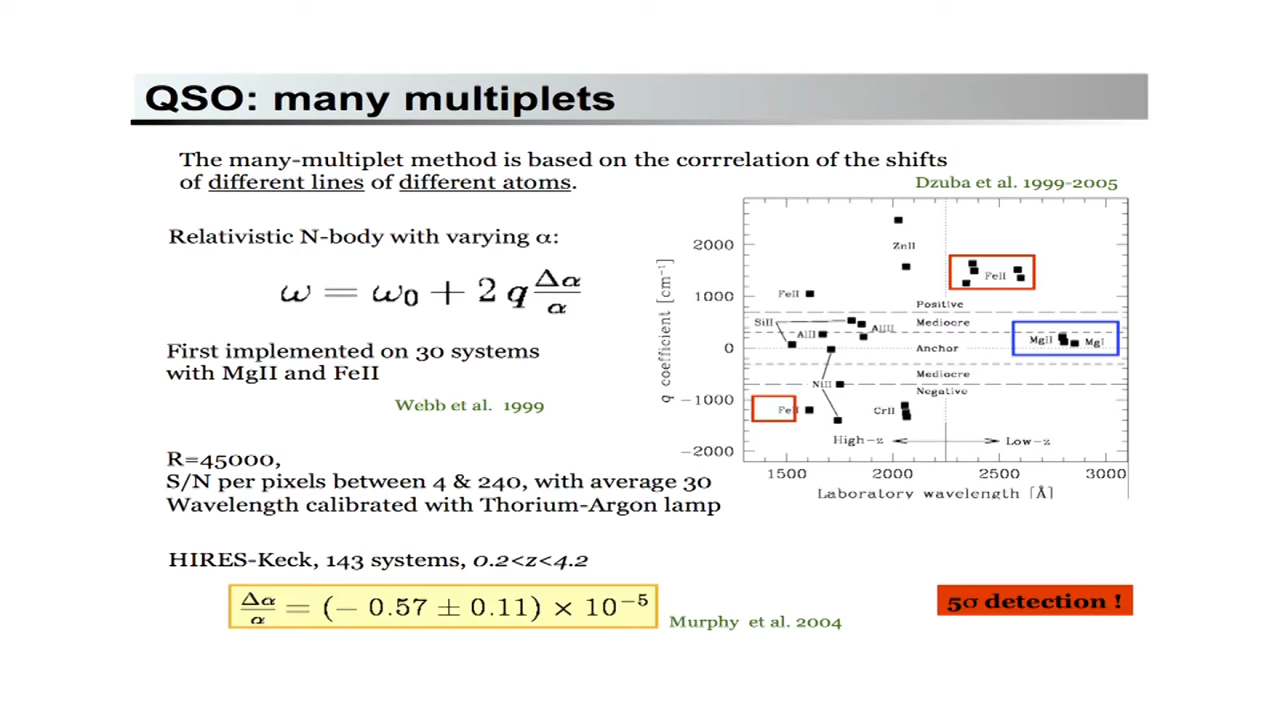 QSO: many multiplets
The many-multiplet method is based on the corrrelation of the shifts
of different lines of different atoms.
Dzuba et al. 1999-2005
Relativistic N-body with varying α:
ω = ω₀ + 2 q Δα/α
First implemented on 30 systems
with MgII and FeII
Webb et al. 1999
R=45000,
S/N per pixels between 4 & 240, with average 30
Wavelength calibrated with Thorium-Argon lamp
HIRES-Keck, 143 systems, 0.2<z<4.2
Δα/α = (− 0.57 ± 0.11) × 10⁻⁵
Murphy et al. 2004
5σ detection !
q coefficient [cm⁻¹]
2000
1000
0
−1000
−2000
ZnII
FeII
FeII
Positive
SiII
AlII
AlIII
Mediocre
MgII
MgI
Anchor
Mediocre
NiII
Negative
CrII
High-z
Low-z
1500
2000
2500
3000
Laboratory wavelength [Å]